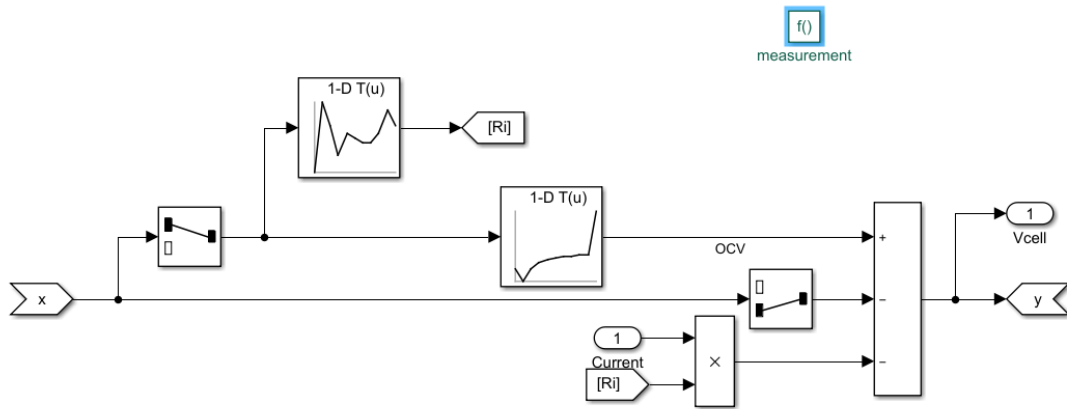 f()
measurement
1-D T(u)
[Ri]
1-D T(u)
OCV
+
1
Vcell
x
−
y
1
Current
×
−
[Ri]